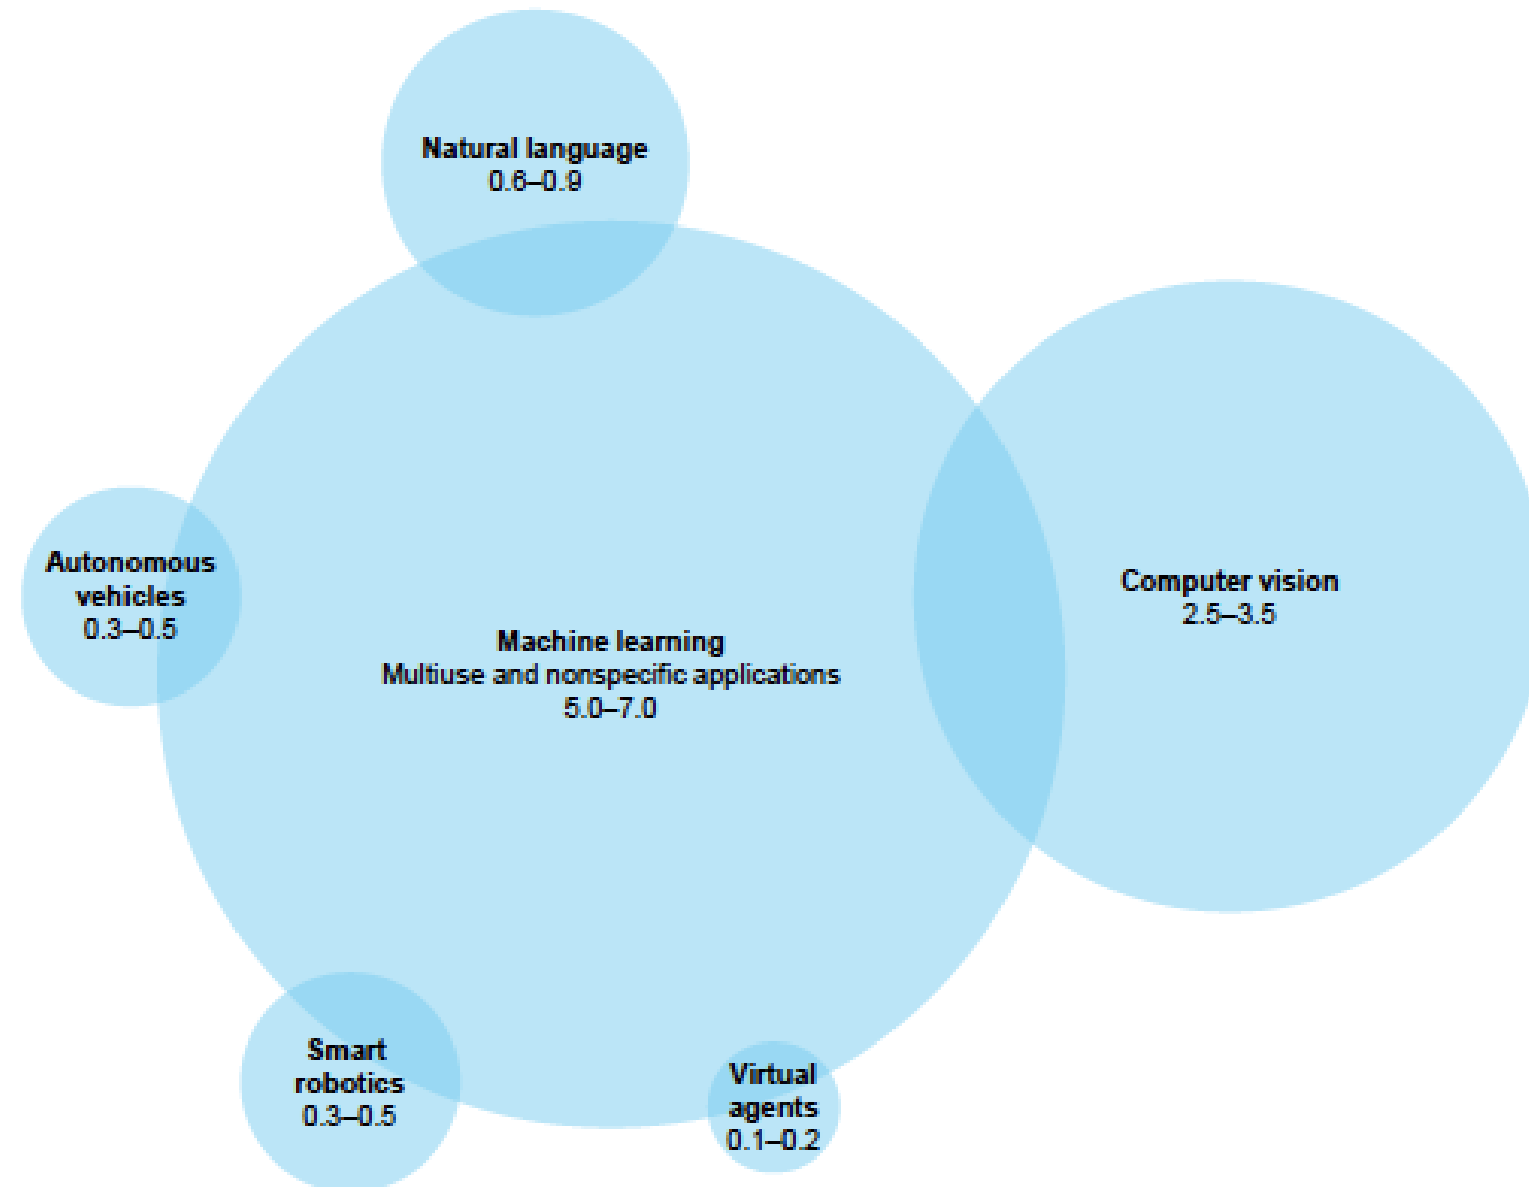 Natural language
0.6–0.9
Autonomous
vehicles
0.3–0.5
Machine learning
Multiuse and nonspecific applications
5.0–7.0
Computer vision
2.5–3.5
Smart
robotics
0.3–0.5
Virtual
agents
0.1–0.2